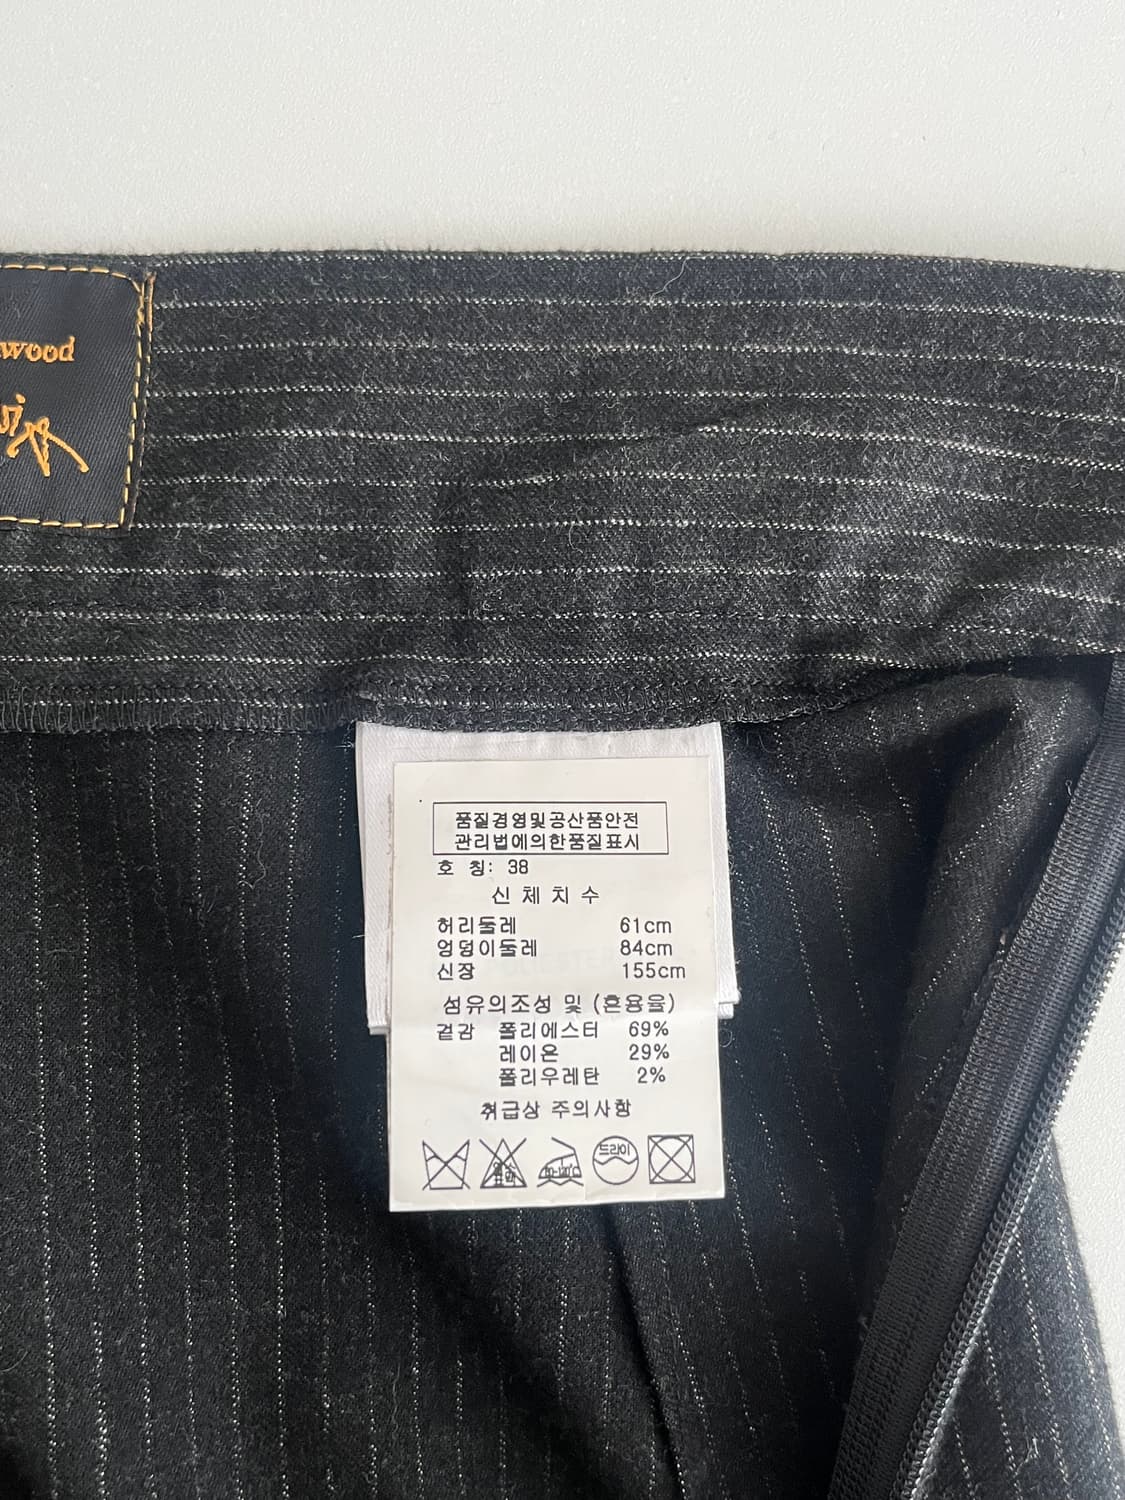 wood
품질경영및공산품안전
관리법에의한품질표시
호 칭: 38
신 체 치 수
허리둘레 61cm
엉덩이둘레 84cm
신장 155cm
섬유의조성 및 (혼용율)
겉감 폴리에스터 69%
레이온 29%
폴리우레탄 2%
취급상 주의사항
드라이